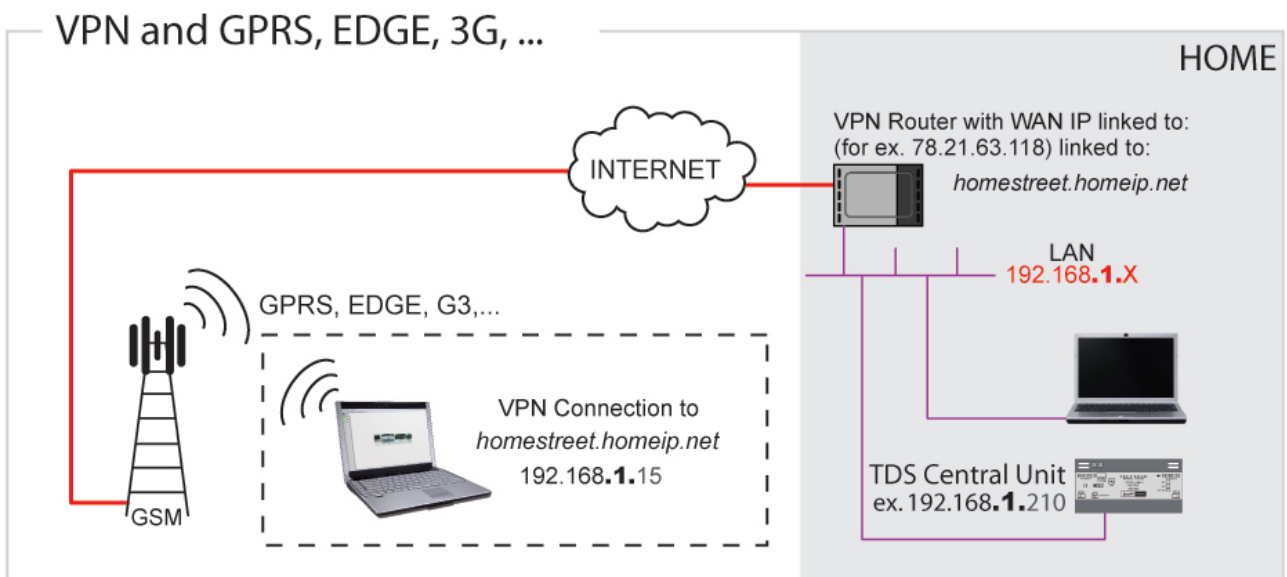 VPN and GPRS, EDGE, 3G, ...
HOME
VPN Router with WAN IP linked to:
(for ex. 78.21.63.118) linked to:
homestreet.homeip.net
INTERNET
LAN
192.168.1.X
GPRS, EDGE, G3,...
VPN Connection to
homestreet.homeip.net
192.168.1.15
GSM
TDS Central Unit
ex. 192.168.1.210